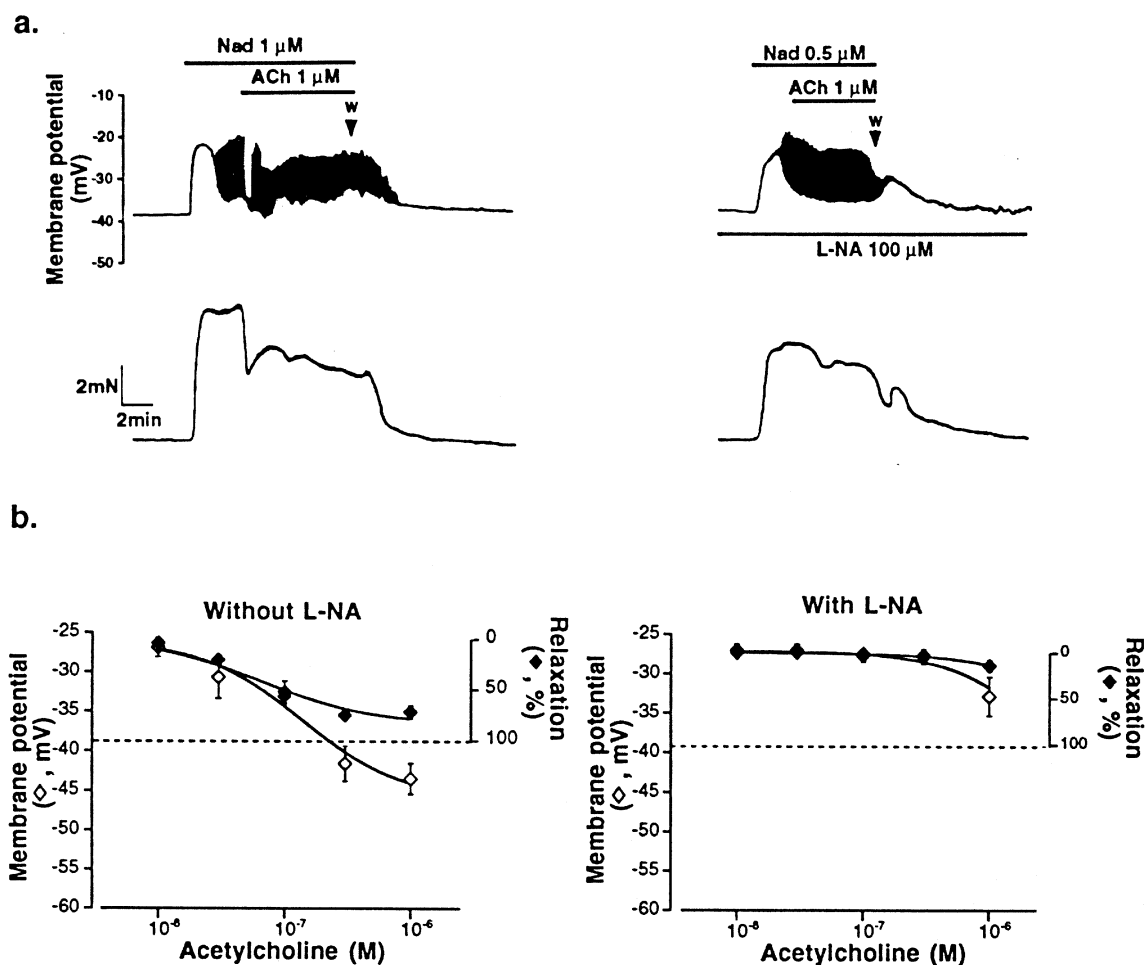 a.
Nad 1 µM
ACh 1 µM
w
Membrane potential
(mV)
-10
-20
-30
-40
-50
Nad 0.5 µM
ACh 1 µM
w
L-NA 100 µM
2mN
2min
b.
Without L-NA
Membrane potential
(◇, mV)
-25
-30
-35
-40
-45
-50
-55
-60
0
50
100
Relaxation
(◆, %)
10⁻⁸
10⁻⁷
10⁻⁶
Acetylcholine (M)
With L-NA
Membrane potential
(◇, mV)
-25
-30
-35
-40
-45
-50
-55
-60
0
50
100
Relaxation
(◆, %)
10⁻⁸
10⁻⁷
10⁻⁶
Acetylcholine (M)